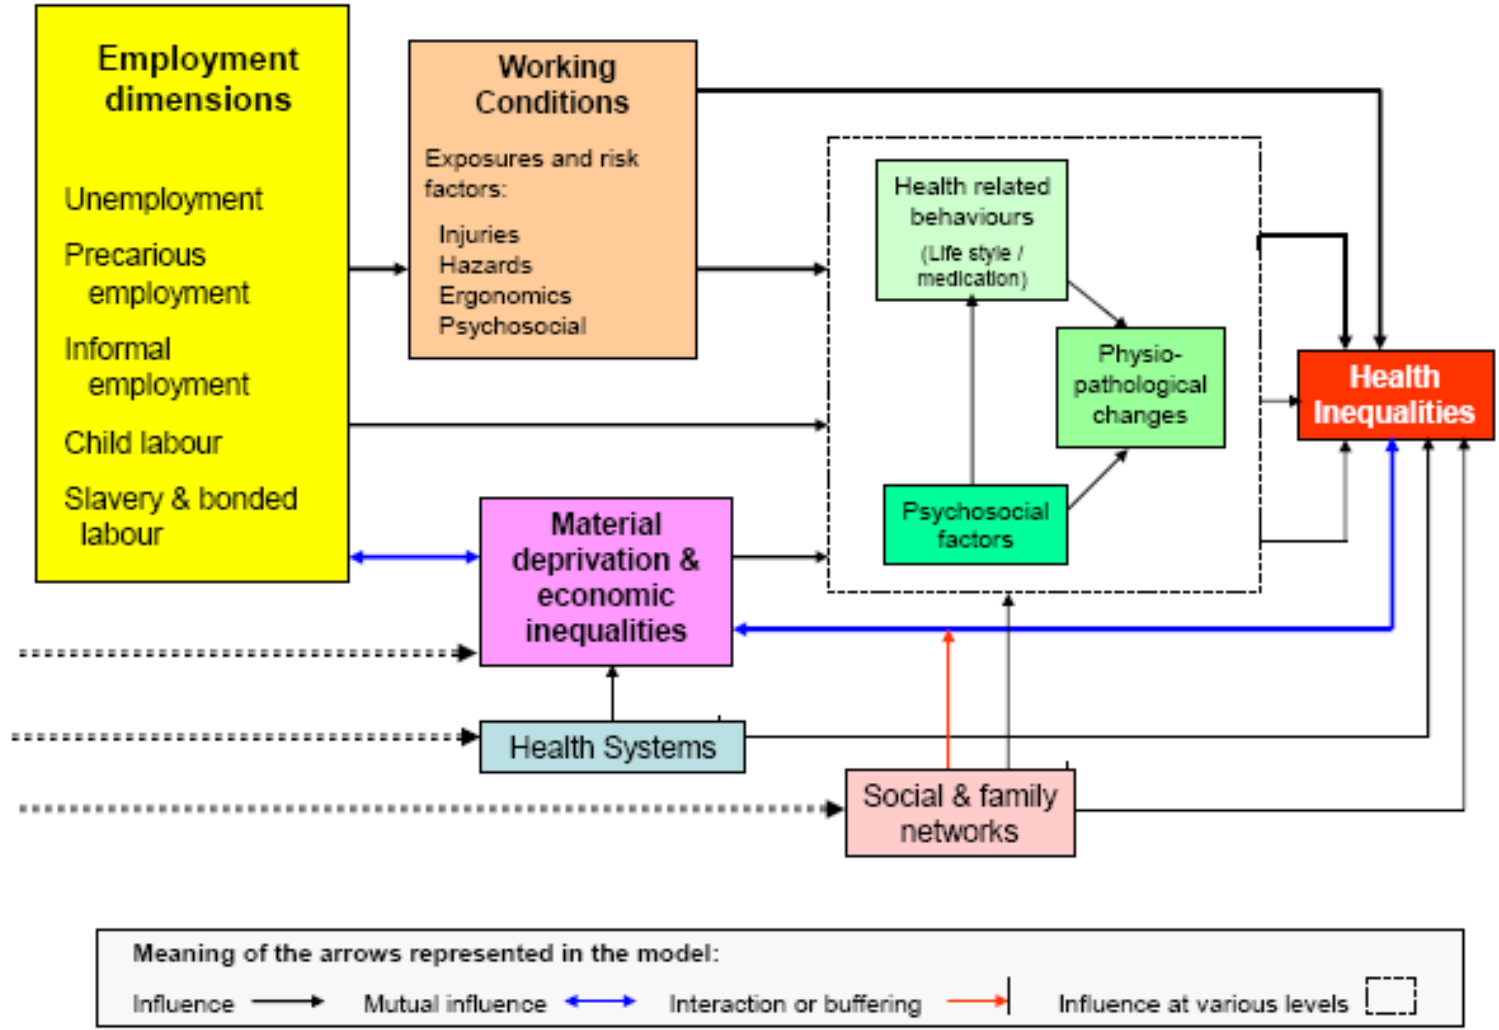 Employment
dimensions
Unemployment
Precarious
employment
Informal
employment
Child labour
Slavery & bonded
labour
Working
Conditions
Exposures and risk
factors:
Injuries
Hazards
Ergonomics
Psychosocial
Health related
behaviours
(Life style /
medication)
Physio-
pathological
changes
Psychosocial
factors
Health
Inequalities
Material
deprivation &
economic
inequalities
Health Systems
Social & family
networks
Meaning of the arrows represented in the model:
Influence Mutual influence Interaction or buffering Influence at various levels